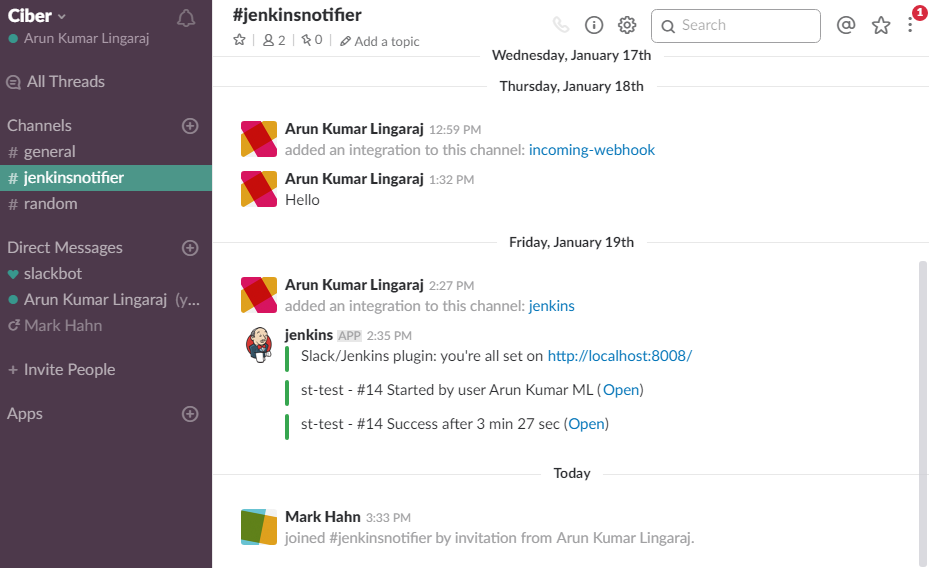 Ciber
Arun Kumar Lingaraj
All Threads
Channels
# general
# jenkinsnotifier
# random
Direct Messages
slackbot
Arun Kumar Lingaraj (y...
Mark Hahn
+ Invite People
Apps
#jenkinsnotifier
2 | 0 | Add a topic
Search
@
1
Wednesday, January 17th
Thursday, January 18th
Arun Kumar Lingaraj 12:59 PM
added an integration to this channel: incoming-webhook
Arun Kumar Lingaraj 1:32 PM
Hello
Friday, January 19th
Arun Kumar Lingaraj 2:27 PM
added an integration to this channel: jenkins
jenkins APP 2:35 PM
Slack/Jenkins plugin: you're all set on http://localhost:8008/
st-test - #14 Started by user Arun Kumar ML (Open)
st-test - #14 Success after 3 min 27 sec (Open)
Today
Mark Hahn 3:33 PM
joined #jenkinsnotifier by invitation from Arun Kumar Lingaraj.